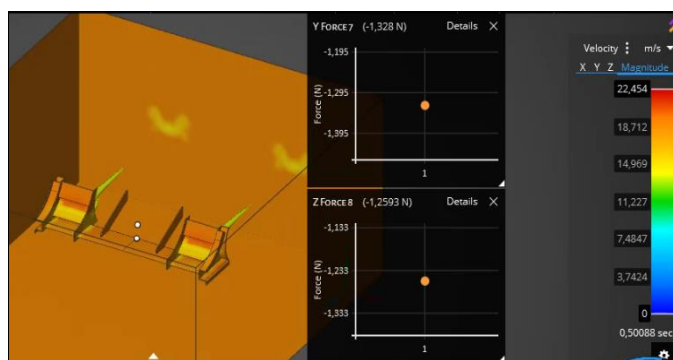 Y FORCE 7 (-1,328 N) Details ×
-1,195
-1,295
-1,395
Force (N)
1
Z FORCE 8 (-1,2593 N) Details ×
-1,133
-1,233
-1,333
Force (N)
1
Velocity ⋮ m/s
X Y Z Magnitude
22,454
18,712
14,969
11,227
7,4847
3,7424
0
0,50088 sec